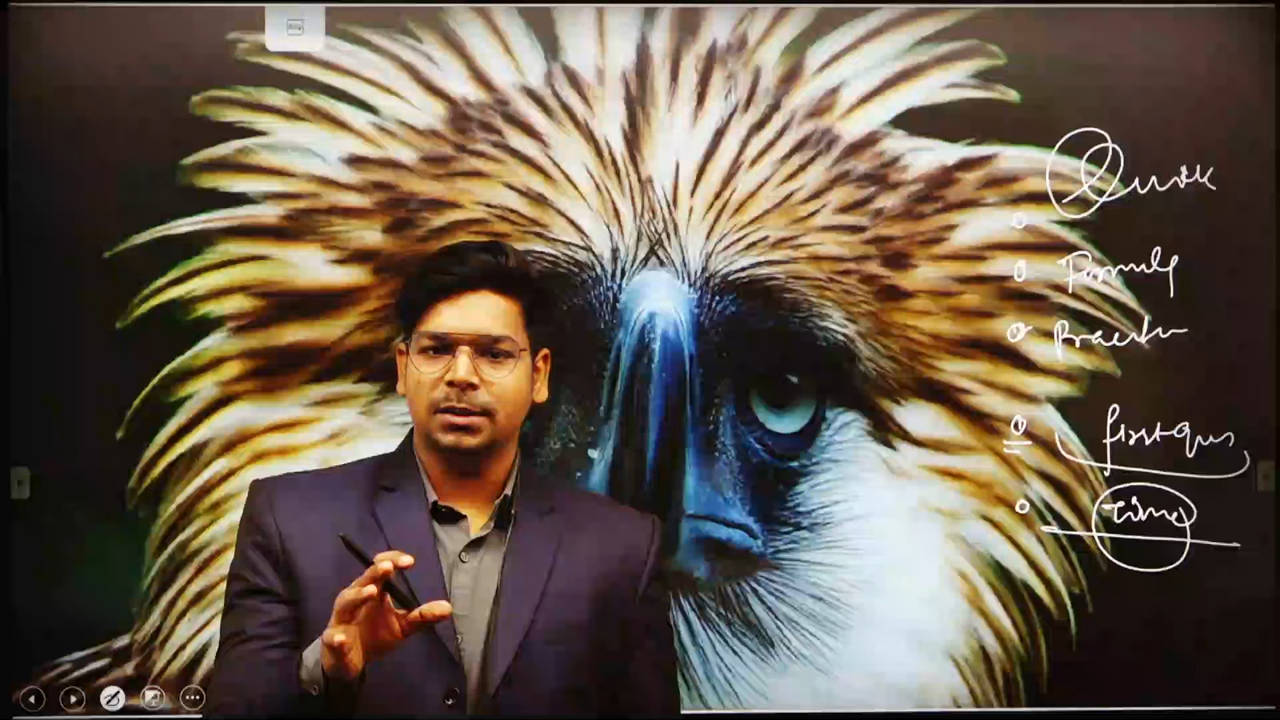 Quick
Formula
Practice
first ques
time